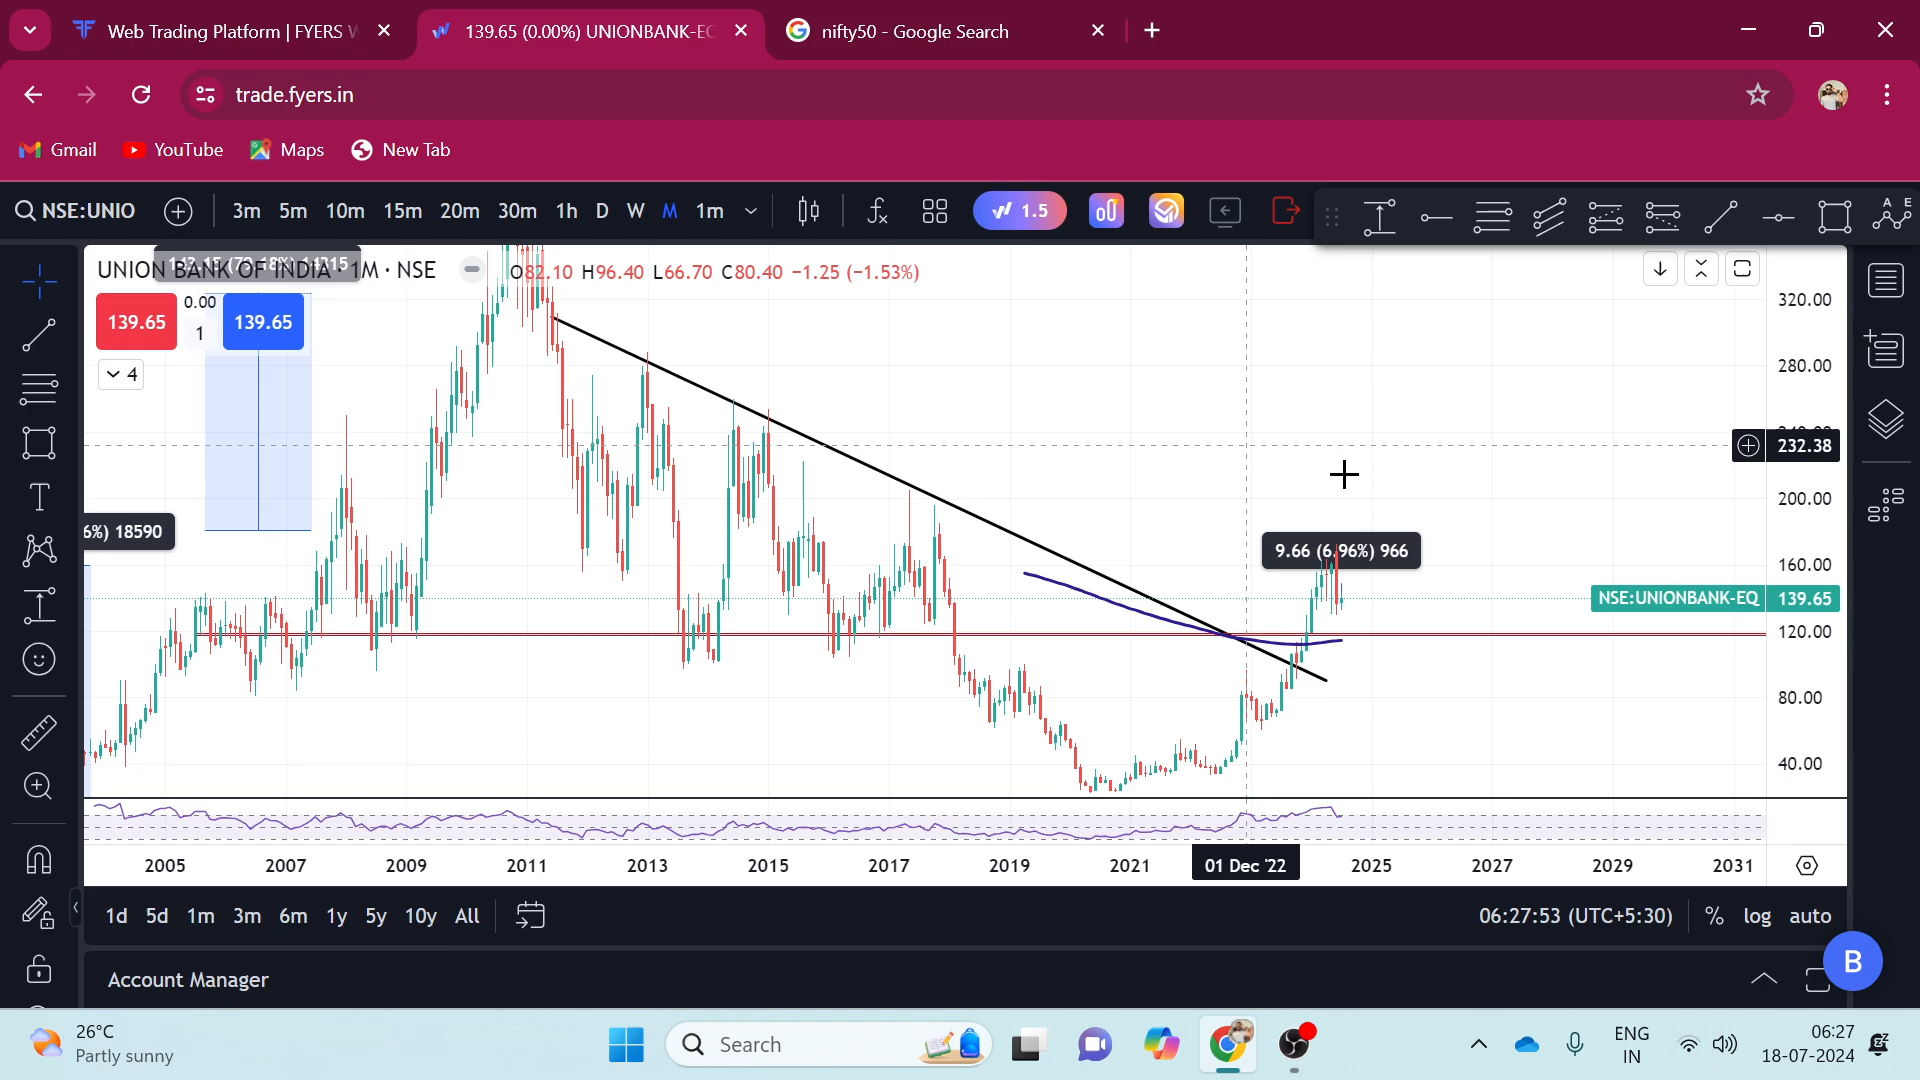 Web Trading Platform | FYERS W
139.65 (0.00%) UNIONBANK-EC
nifty50 - Google Search
trade.fyers.in
Gmail
YouTube
Maps
New Tab
NSE:UNIO
3m 5m 10m 15m 20m 30m 1h D W M 1m
1.5
UNION BANK OF INDIA · 1M · NSE
O82.10 H96.40 L66.70 C80.40 −1.25 (−1.53%)
139.65
0.00
1
139.65
4
6%) 18590
9.66 (6.96%) 966
320.00
280.00
232.38
200.00
160.00
NSE:UNIONBANK-EQ 139.65
120.00
80.00
40.00
2005 2007 2009 2011 2013 2015 2017 2019 2021 01 Dec '22 2025 2027 2029 2031
1d 5d 1m 3m 6m 1y 5y 10y All
06:27:53 (UTC+5:30) % log auto
B
Account Manager
26°C
Partly sunny
Search
ENG
IN
06:27
18-07-2024